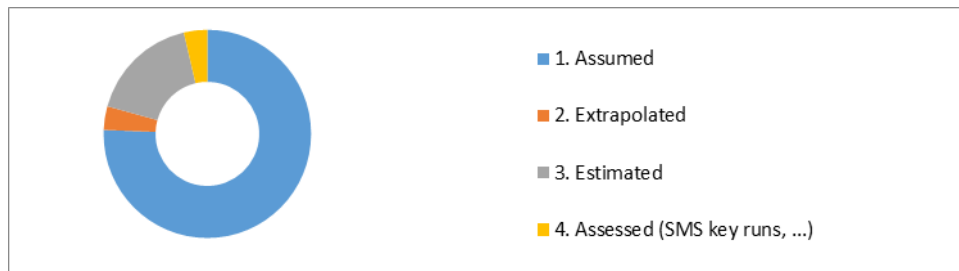 1. Assumed
2. Extrapolated
3. Estimated
4. Assessed (SMS key runs, ...)